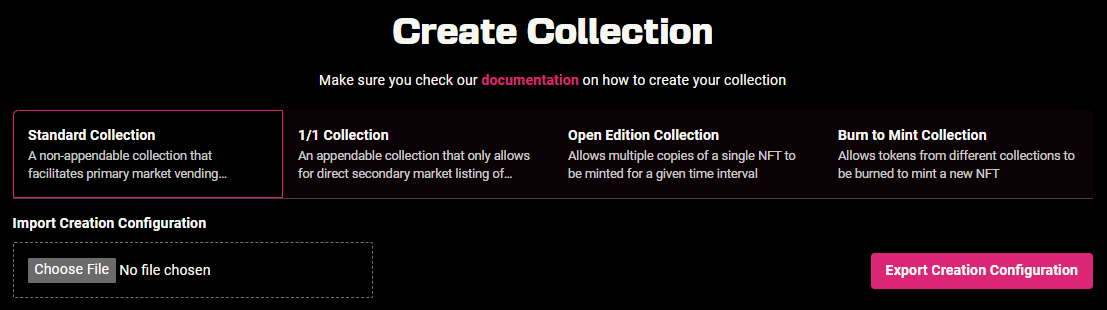 Create Collection
Make sure you check our documentation on how to create your collection
Standard Collection
A non-appendable collection that
facilitates primary market vending...
1/1 Collection
An appendable collection that only allows
for direct secondary market listing of...
Open Edition Collection
Allows multiple copies of a single NFT to
be minted for a given time interval
Burn to Mint Collection
Allows tokens from different collections to
be burned to mint a new NFT
Import Creation Configuration
Choose File No file chosen
Export Creation Configuration